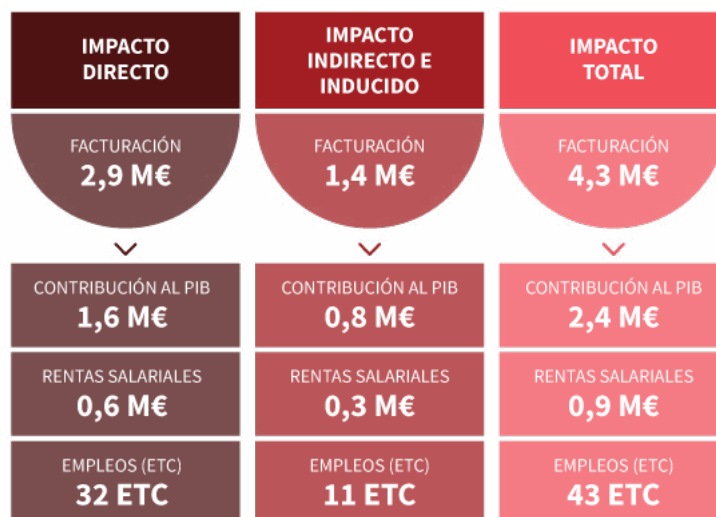 IMPACTO
DIRECTO
FACTURACIÓN
2,9 M€
CONTRIBUCIÓN AL PIB
1,6 M€
RENTAS SALARIALES
0,6 M€
EMPLEOS (ETC)
32 ETC
IMPACTO
INDIRECTO E
INDUCIDO
FACTURACIÓN
1,4 M€
CONTRIBUCIÓN AL PIB
0,8 M€
RENTAS SALARIALES
0,3 M€
EMPLEOS (ETC)
11 ETC
IMPACTO
TOTAL
FACTURACIÓN
4,3 M€
CONTRIBUCIÓN AL PIB
2,4 M€
RENTAS SALARIALES
0,9 M€
EMPLEOS (ETC)
43 ETC